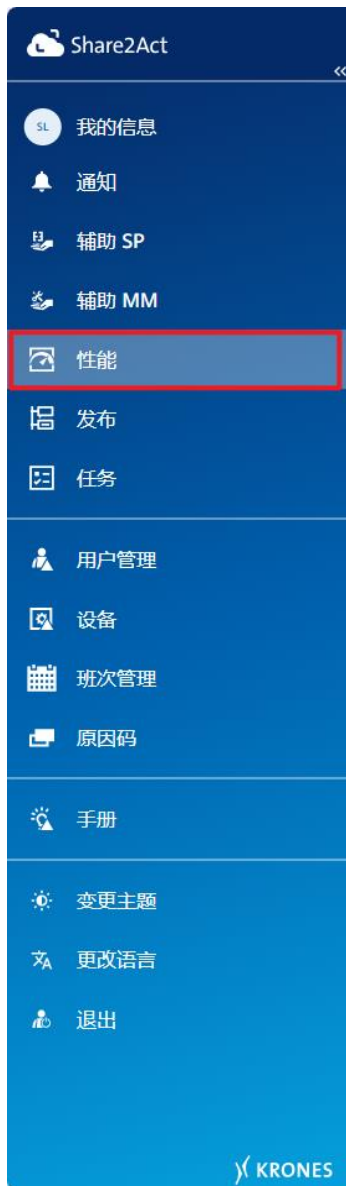 Share2Act
«
SL 我的信息
通知
辅助 SP
辅助 MM
性能
发布
任务
用户管理
设备
班次管理
原因码
手册
变更主题
更改语言
退出
KRONES